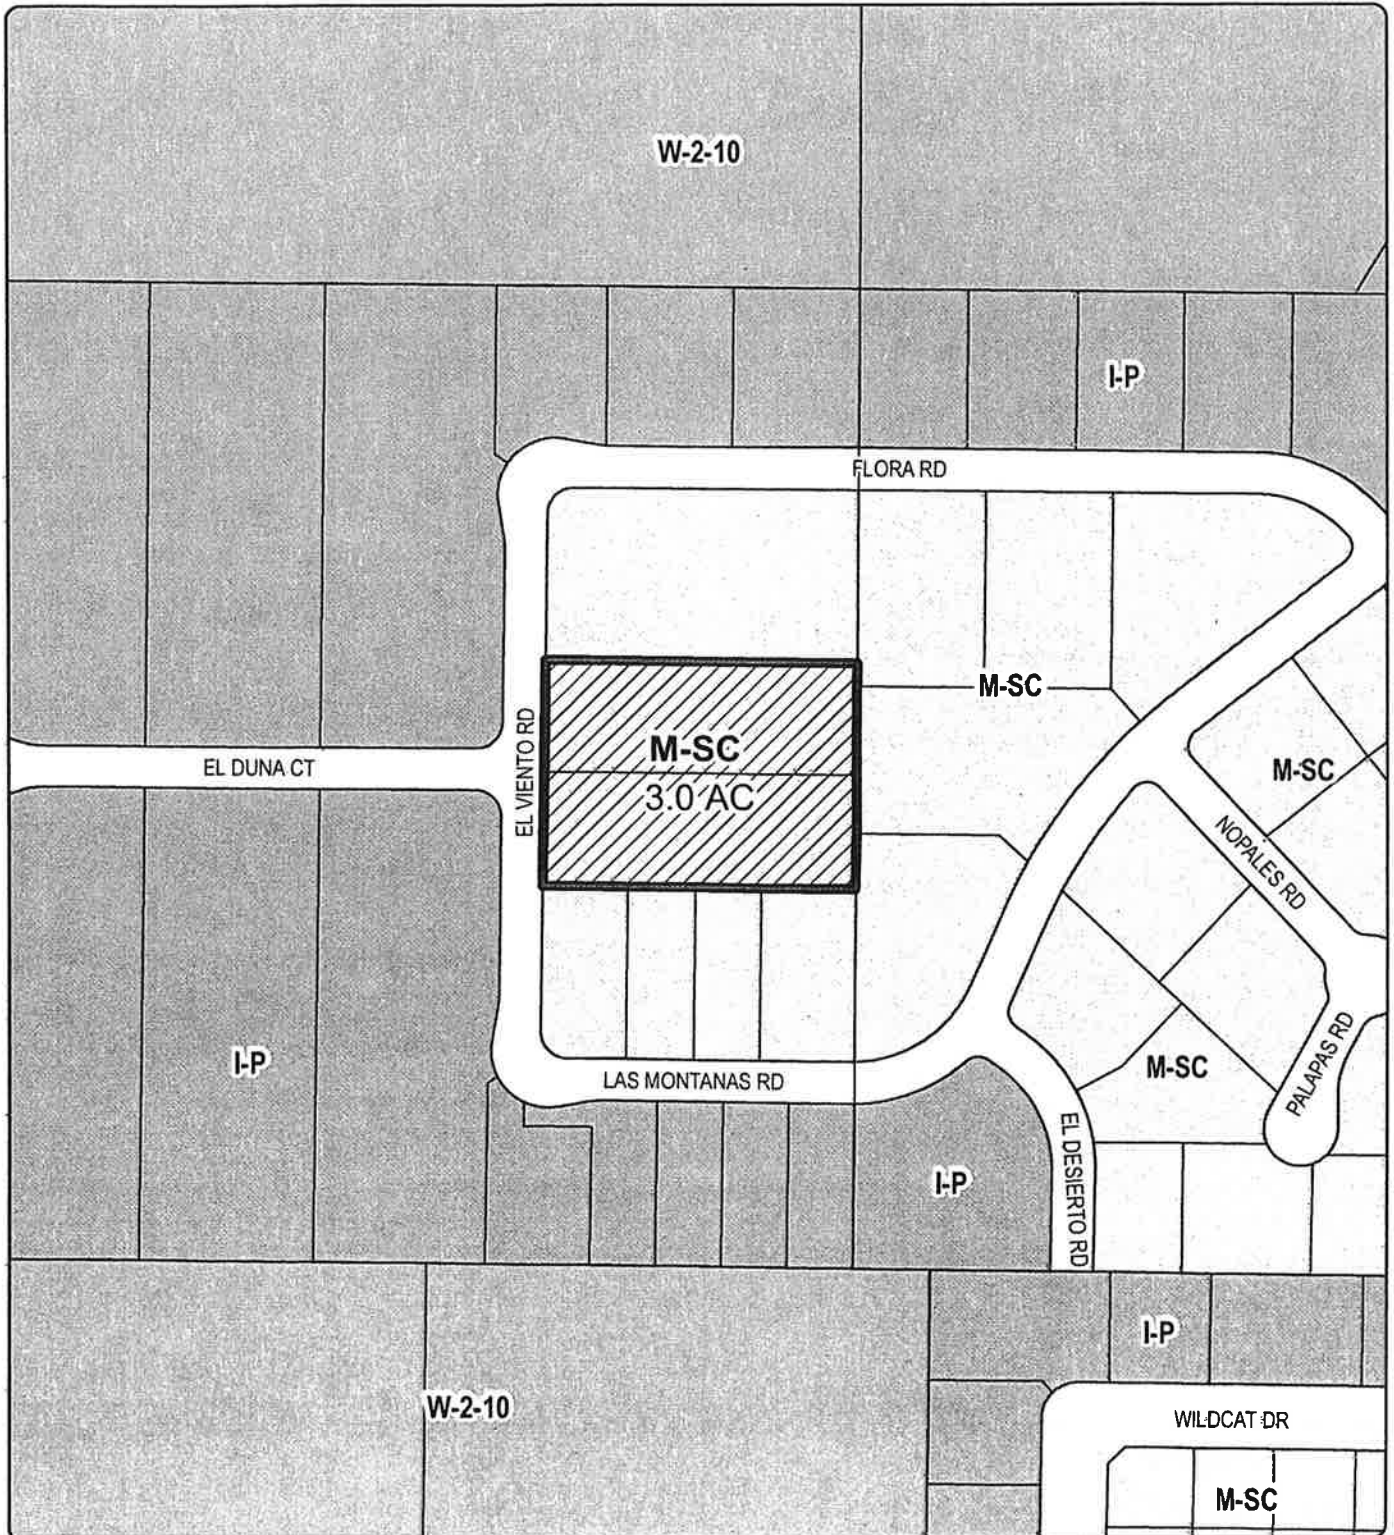 W-2-10
I-P
FLORA RD
M-SC
M-SC
3.0 AC
EL VIENTO RD
EL DUNA CT
M-SC
NOPALES RD
I-P
LAS MONTANAS RD
M-SC
PALAPAS RD
EL DESIERTO RD
I-P
I-P
W-2-10
WILDCAT DR
M-SC